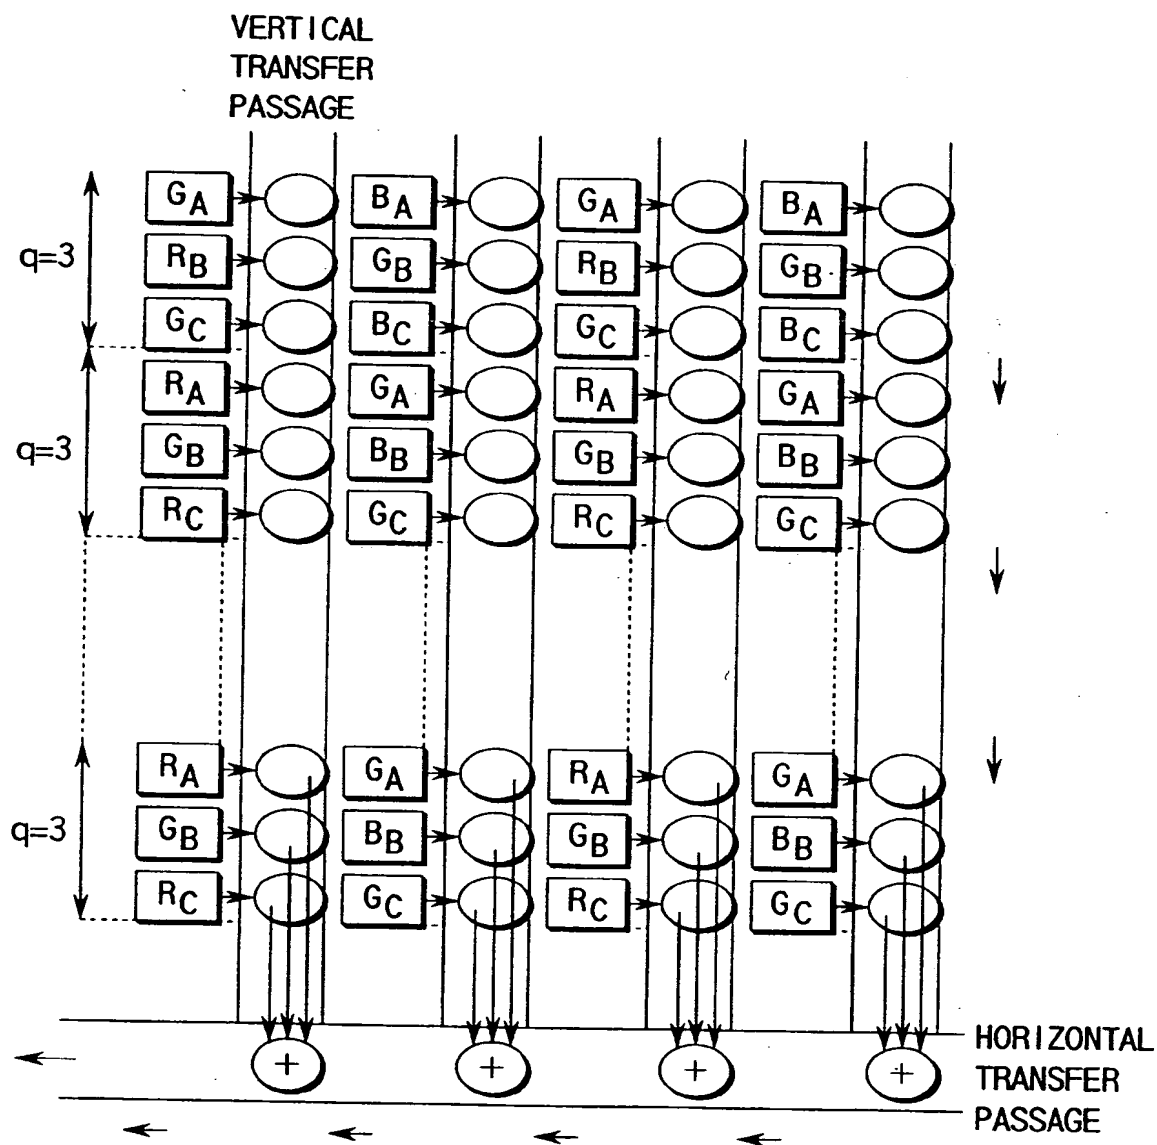 VERTICAL
TRANSFER
PASSAGE
GA BA GA BA
q=3 RB GB RB GB
GC BC GC BC
RA GA RA GA
q=3 GB BB GB BB
RC GC RC GC
RA GA RA GA
q=3 GB BB GB BB
RC GC RC GC
+ + + +
HORIZONTAL
TRANSFER
PASSAGE